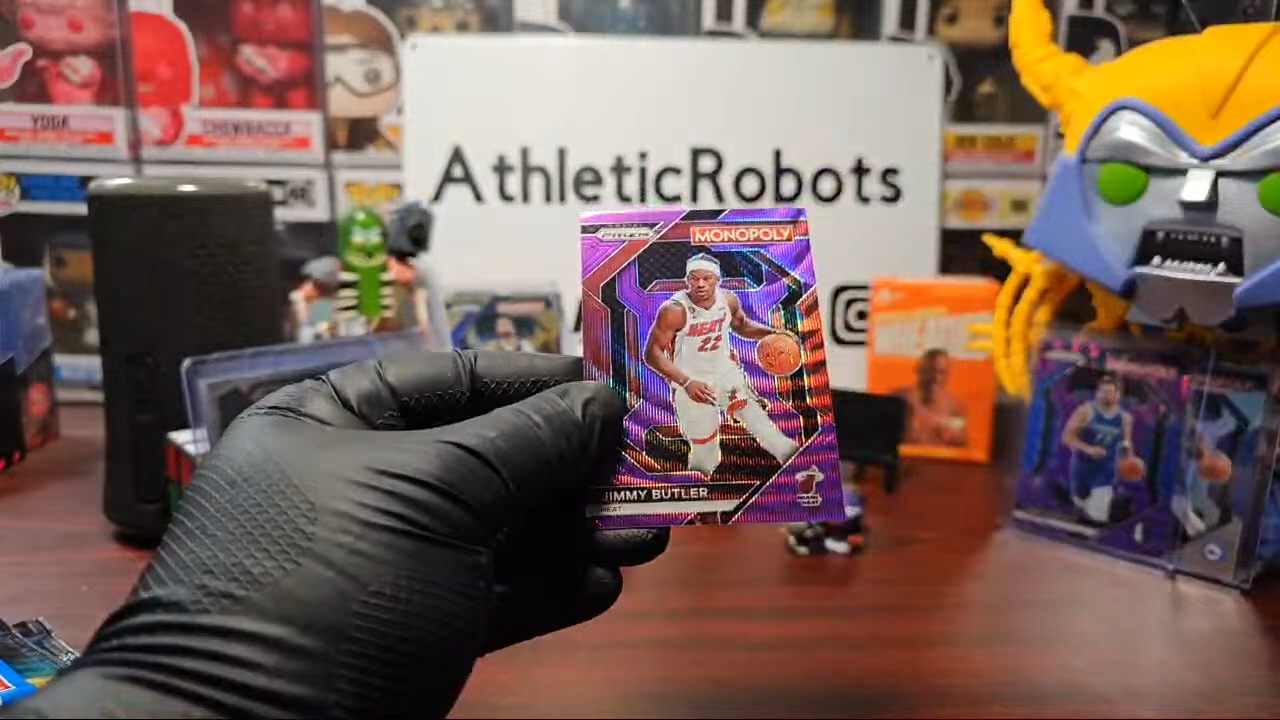 YODA
CHEWBACCA
AthleticRobots
PRIZM
MONOPOLY
HEAT
22
JIMMY BUTLER
HEAT